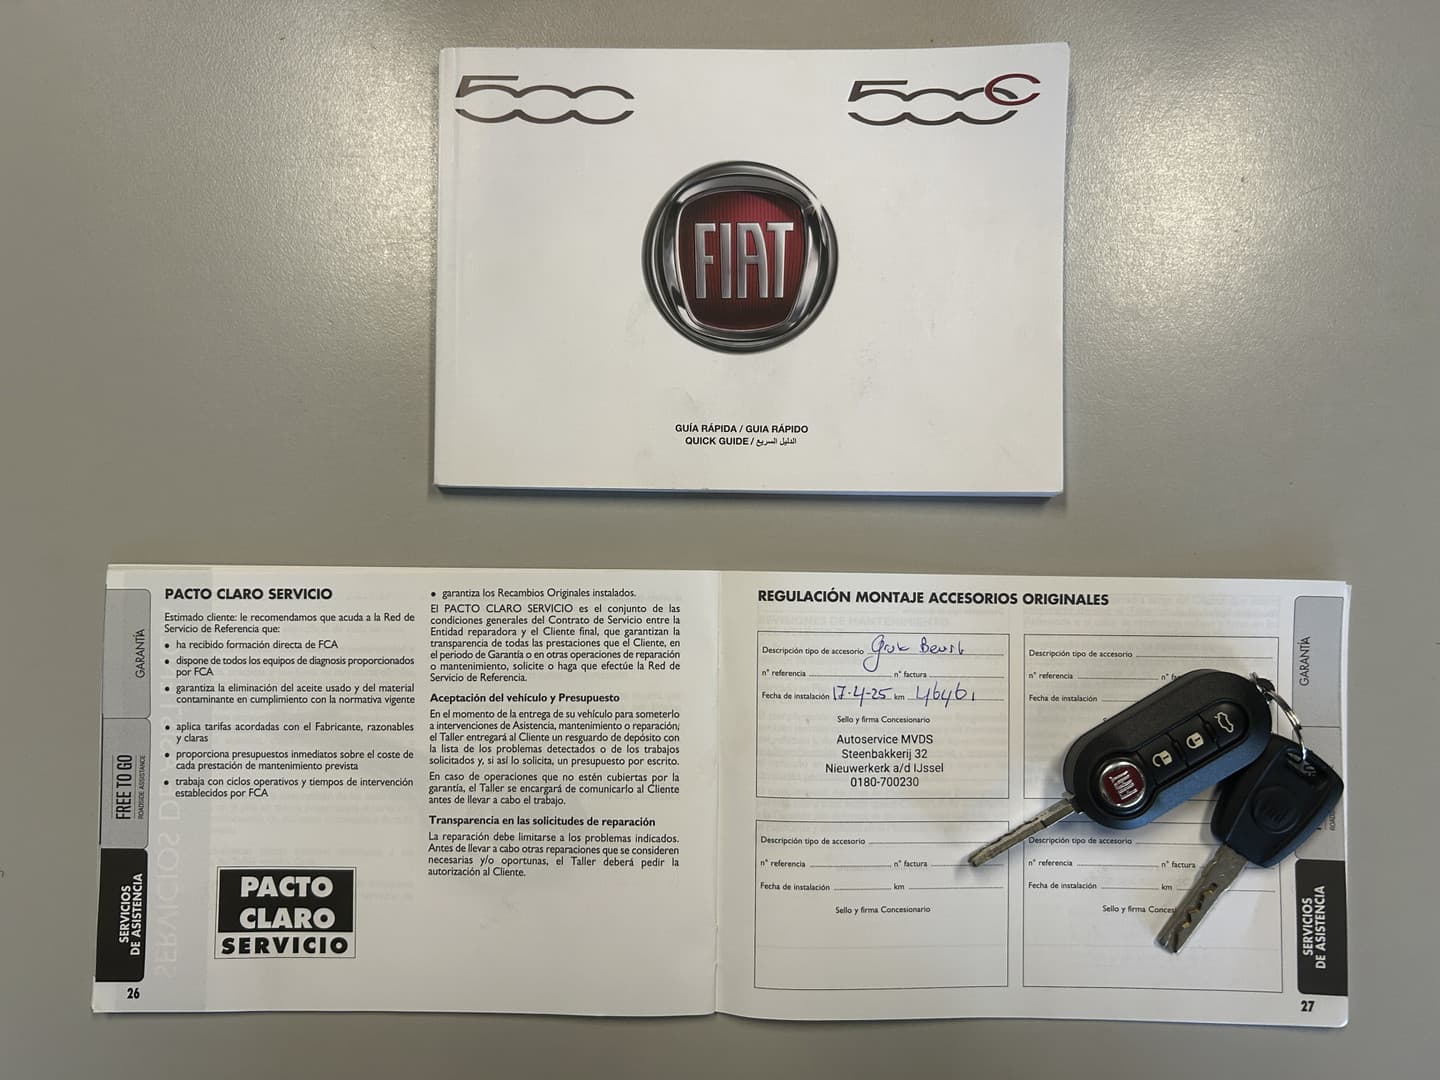 500
500C
FIAT
GUÍA RÁPIDA / GUIA RÁPIDO
QUICK GUIDE / الدليل السريع
GARANTÍA
FREE TO GO
ROADSIDE ASSISTANCE
SERVICIOS
DE ASISTENCIA
PACTO CLARO SERVICIO
Estimado cliente: le recomendamos que acuda a la Red de
Servicio de Referencia que:
• ha recibido formación directa de FCA
• dispone de todos los equipos de diagnosis proporcionados
por FCA
• garantiza la eliminación del aceite usado y del material
contaminante en cumplimiento con la normativa vigente
• aplica tarifas acordadas con el Fabricante, razonables
y claras
• proporciona presupuestos inmediatos sobre el coste de
cada prestación de mantenimiento prevista
• trabaja con ciclos operativos y tiempos de intervención
establecidos por FCA
PACTO
CLARO
SERVICIO
26
• garantiza los Recambios Originales instalados.
El PACTO CLARO SERVICIO es el conjunto de las
condiciones generales del Contrato de Servicio entre la
Entidad reparadora y el Cliente final, que garantizan la
transparencia de todas las prestaciones que el Cliente, en
el periodo de Garantía o en otras operaciones de reparación
o mantenimiento, solicite o haga que efectúe la Red de
Servicio de Referencia.
Aceptación del vehículo y Presupuesto
En el momento de la entrega de su vehículo para someterlo
a intervenciones de Asistencia, mantenimiento o reparación;
el Taller entregará al Cliente un resguardo de depósito con
la lista de los problemas detectados o de los trabajos
solicitados y, si así lo solicita, un presupuesto por escrito.
En caso de operaciones que no estén cubiertas por la
garantía, el Taller se encargará de comunicarlo al Cliente
antes de llevar a cabo el trabajo.
Transparencia en las solicitudes de reparación
La reparación debe limitarse a los problemas indicados.
Antes de llevar a cabo otras reparaciones que se consideren
necesarias y/o oportunas, el Taller deberá pedir la
autorización al Cliente.
REGULACIÓN MONTAJE ACCESORIOS ORIGINALES
Descripción tipo de accesorio Grote Beurt
n° referencia n° factura
Fecha de instalación 17-4-25 km 46461
Sello y firma Concesionario
Autoservice MVDS
Steenbakkerij 32
Nieuwerkerk a/d IJssel
0180-700230
Descripción tipo de accesorio
n° referencia
Fecha de instalación
Descripción tipo de accesorio
n° referencia n° factura
Fecha de instalación km
Sello y firma Concesionario
Descripción tipo de accesorio
n° referencia n° factura
Fecha de instalación km
Sello y firma
GARANTÍA
SERVICIOS
DE ASISTENCIA
27